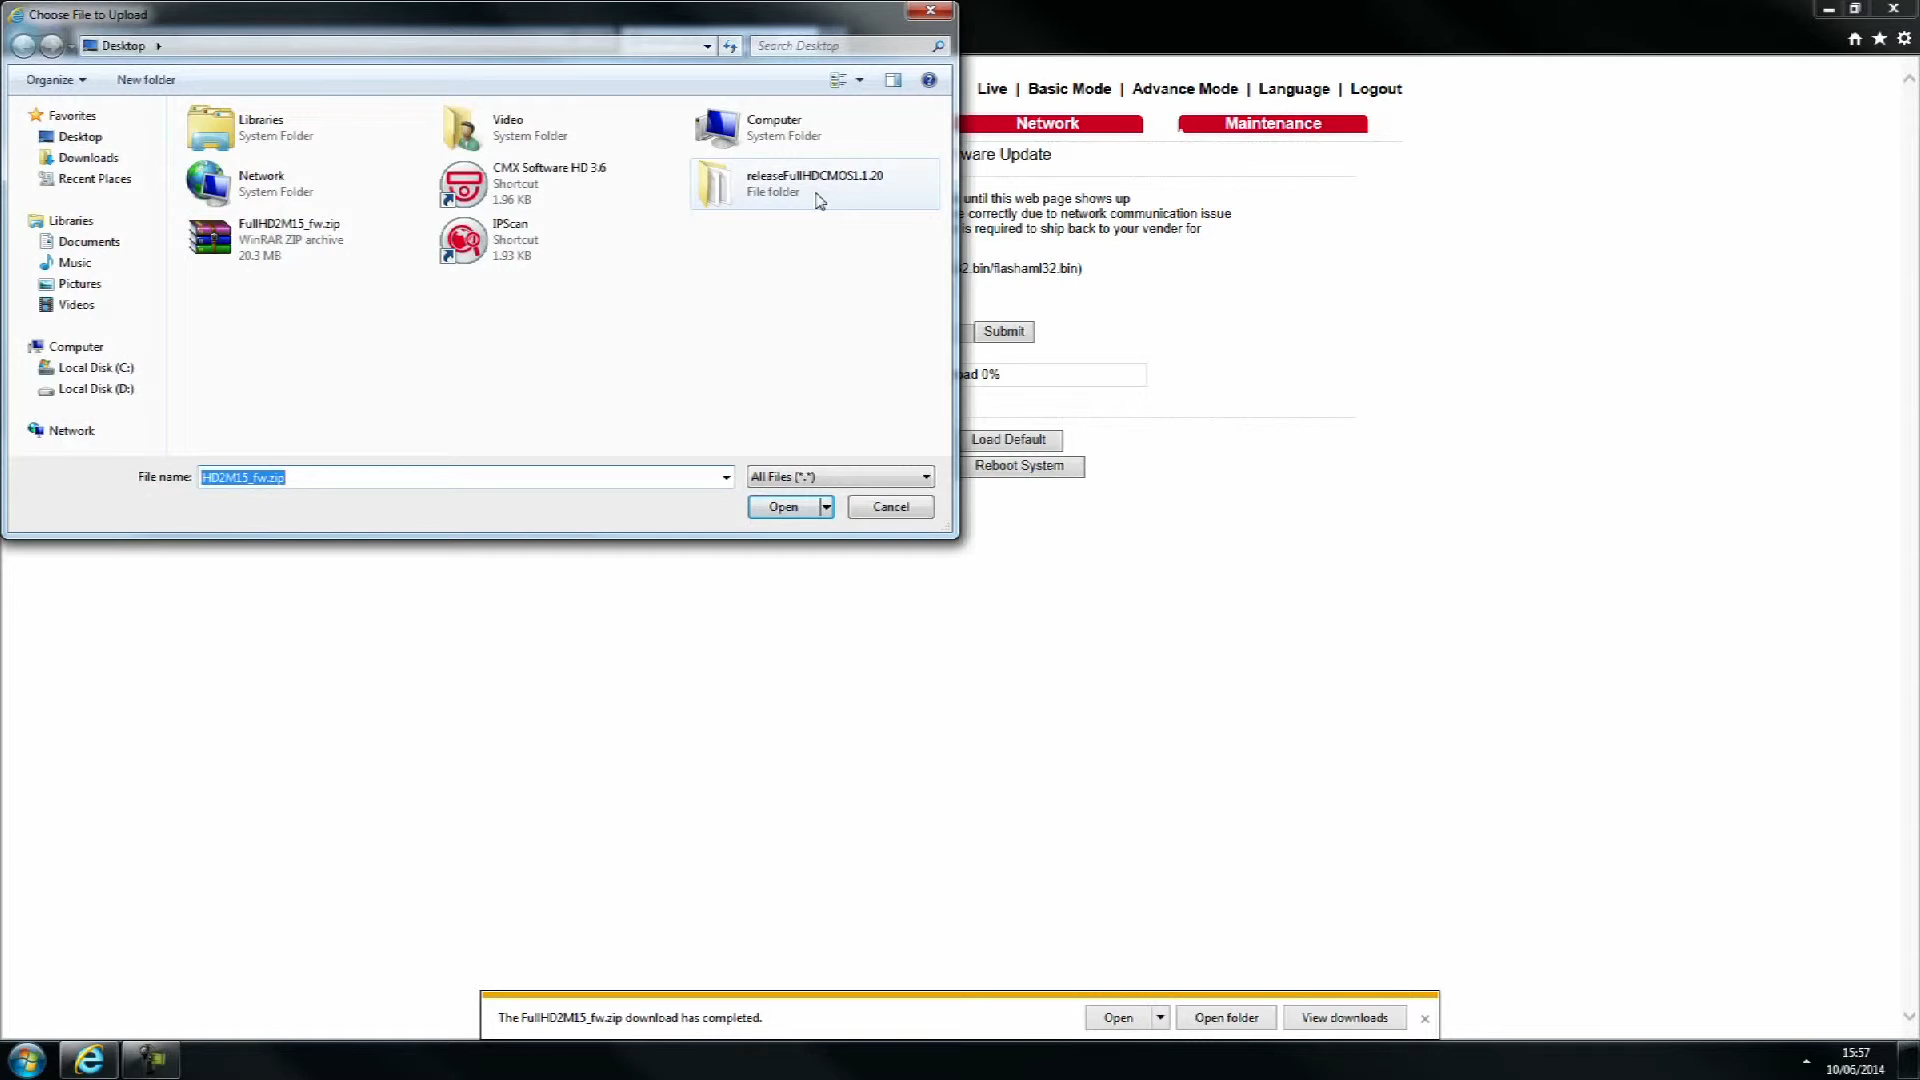 Choose File to Upload
Desktop
Search Desktop
Organize
New folder
Favorites
Desktop
Downloads
Recent Places
Libraries
Documents
Music
Pictures
Videos
Computer
Local Disk (C:)
Local Disk (D:)
Network
Libraries
System Folder
Video
System Folder
Computer
System Folder
Network
System Folder
CMX Software HD 3.6
Shortcut
1.96 KB
releaseFullHDCMOS1.1.20
File folder
FullHD2M15_fw.zip
WinRAR ZIP archive
20.3 MB
IPScan
Shortcut
1.93 KB
File name:
HD2M15_fw.zip
All Files (*.*)
Open
Cancel
Live | Basic Mode | Advance Mode | Language | Logout
Network
Maintenance
ware Update
until this web page shows up
e correctly due to network communication issue
is required to ship back to your vender for
2.bin/flashaml32.bin)
Submit
oad 0%
Load Default
Reboot System
The FullHD2M15_fw.zip download has completed.
Open
Open folder
View downloads
15:57
10/06/2014